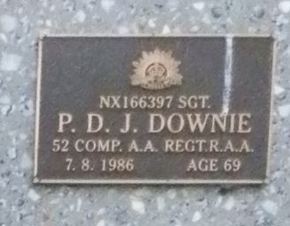 NX166397 SGT.
P. D. J. DOWNIE
52 COMP. A.A. REGT. R.A.A.
7. 8. 1986 AGE 69